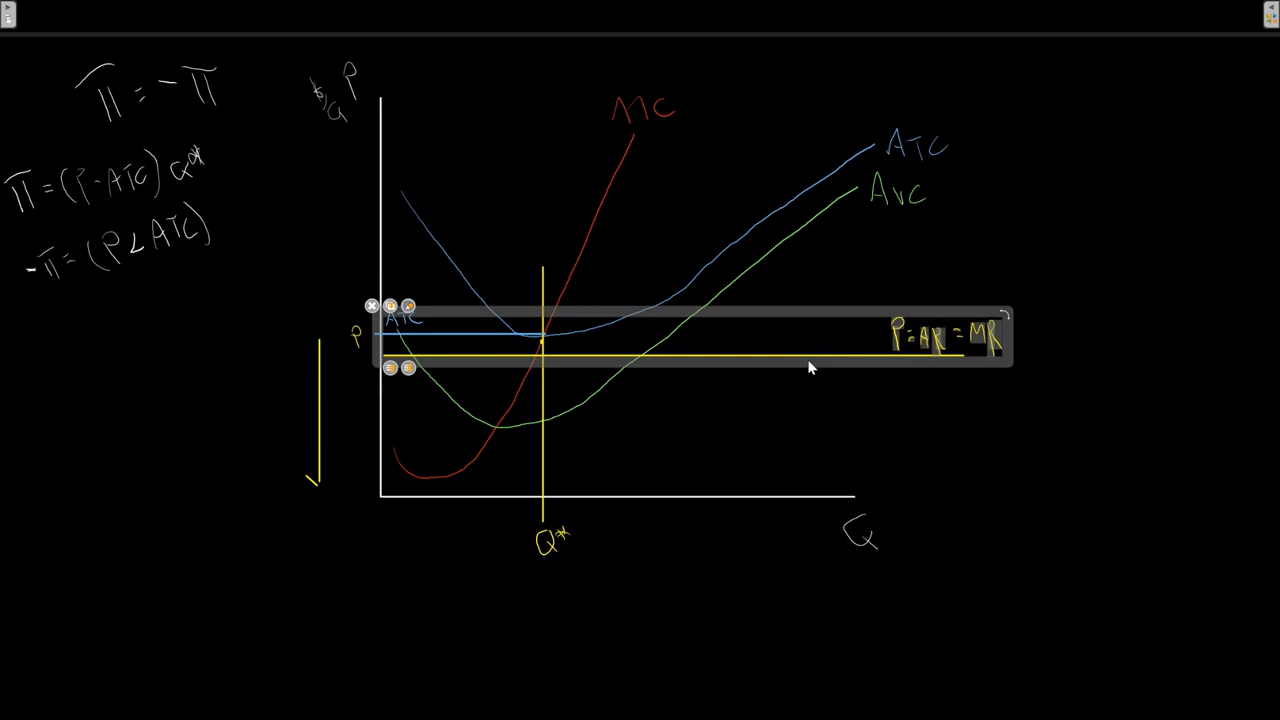 π = -π
$/Q P
π = (P - ATC) Q*
-π = (P < ATC)
MC
ATC
AVC
ATC
P
P = AR = MR
Q*
Q